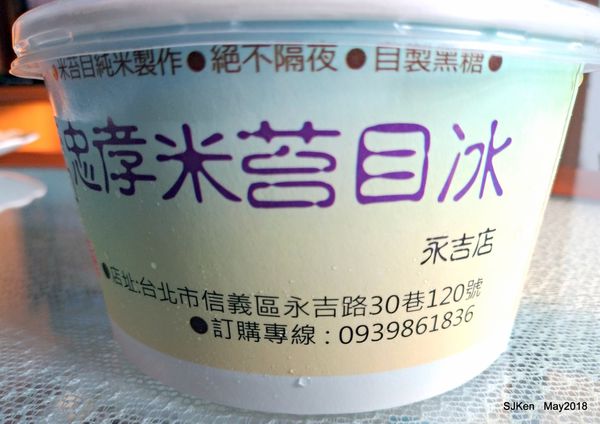 米苔目純米製作●絕不隔夜●自製黑糖●
忠孝米苔目冰
永吉店
●店址:台北市信義區永吉路30巷120號
●訂購專線:0939861836
SJKen May2018